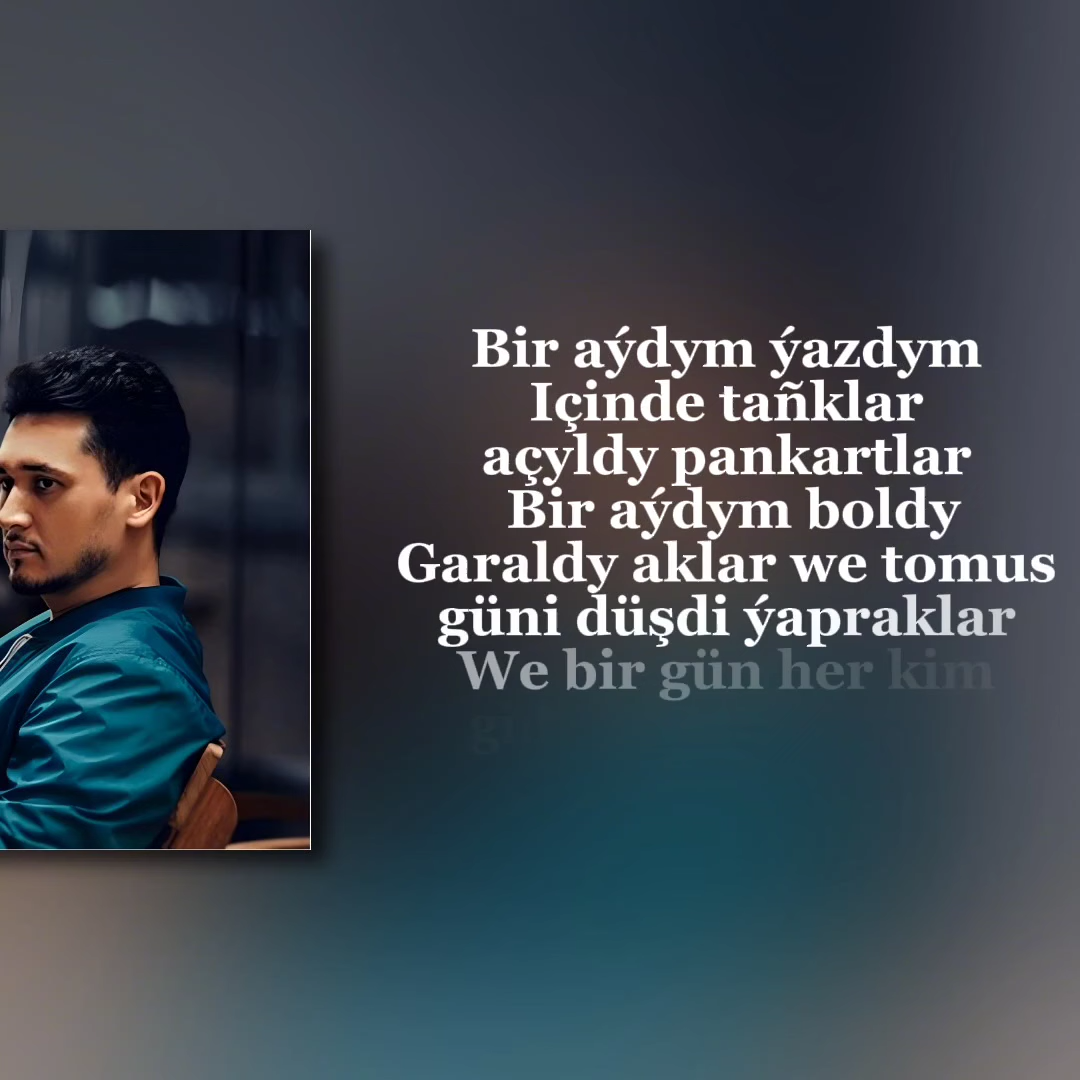 Bir aýdym ýazdym
Içinde tañklar
açyldy pankartlar
Bir aýdym boldy
Garaldy aklar we tomus
güni düşdi ýapraklar
We bir gün her kim